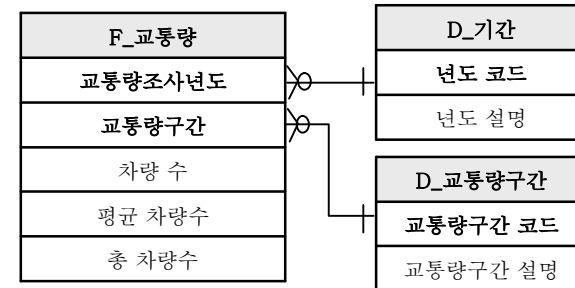 F_교통량
교통량조사년도
교통량구간
차량 수
평균 차량수
총 차량수
D_기간
년도 코드
년도 설명
D_교통량구간
교통량구간 코드
교통량구간 설명